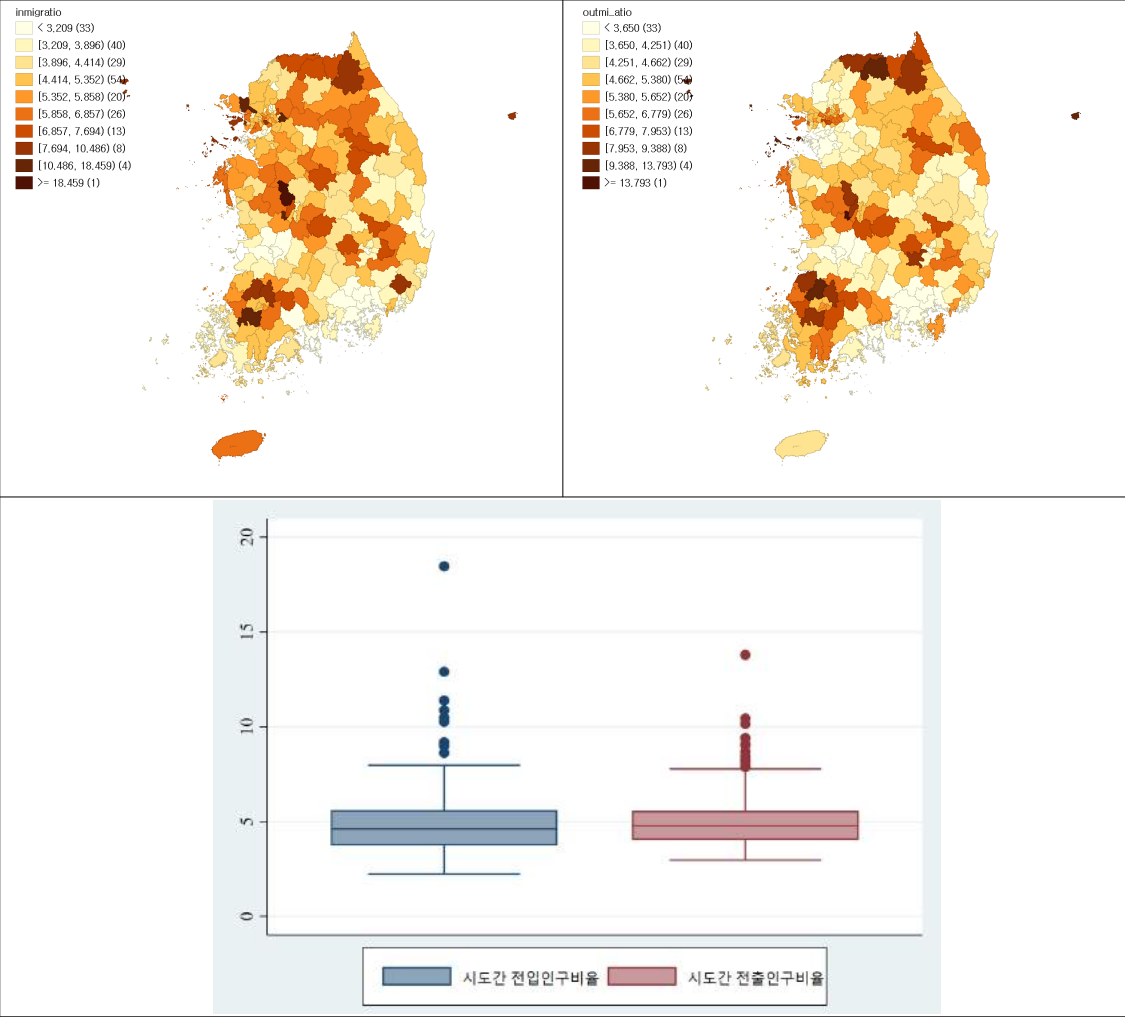 inmigratio
< 3,209 (33)
[3,209, 3,896) (40)
[3,896, 4,414) (29)
[4,414, 5,352) (54)
[5,352, 5,858) (20)
[5,858, 6,857) (26)
[6,857, 7,694) (13)
[7,694, 10,486) (8)
[10,486, 18,459) (4)
>= 18,459 (1)
outmi_atio
< 3,650 (33)
[3,650, 4,251) (40)
[4,251, 4,662) (29)
[4,662, 5,380) (54)
[5,380, 5,652) (20)
[5,652, 6,779) (26)
[6,779, 7,953) (13)
[7,953, 9,388) (8)
[9,388, 13,793) (4)
>= 13,793 (1)
20
15
10
5
0
시도간 전입인구비율
시도간 전출인구비율